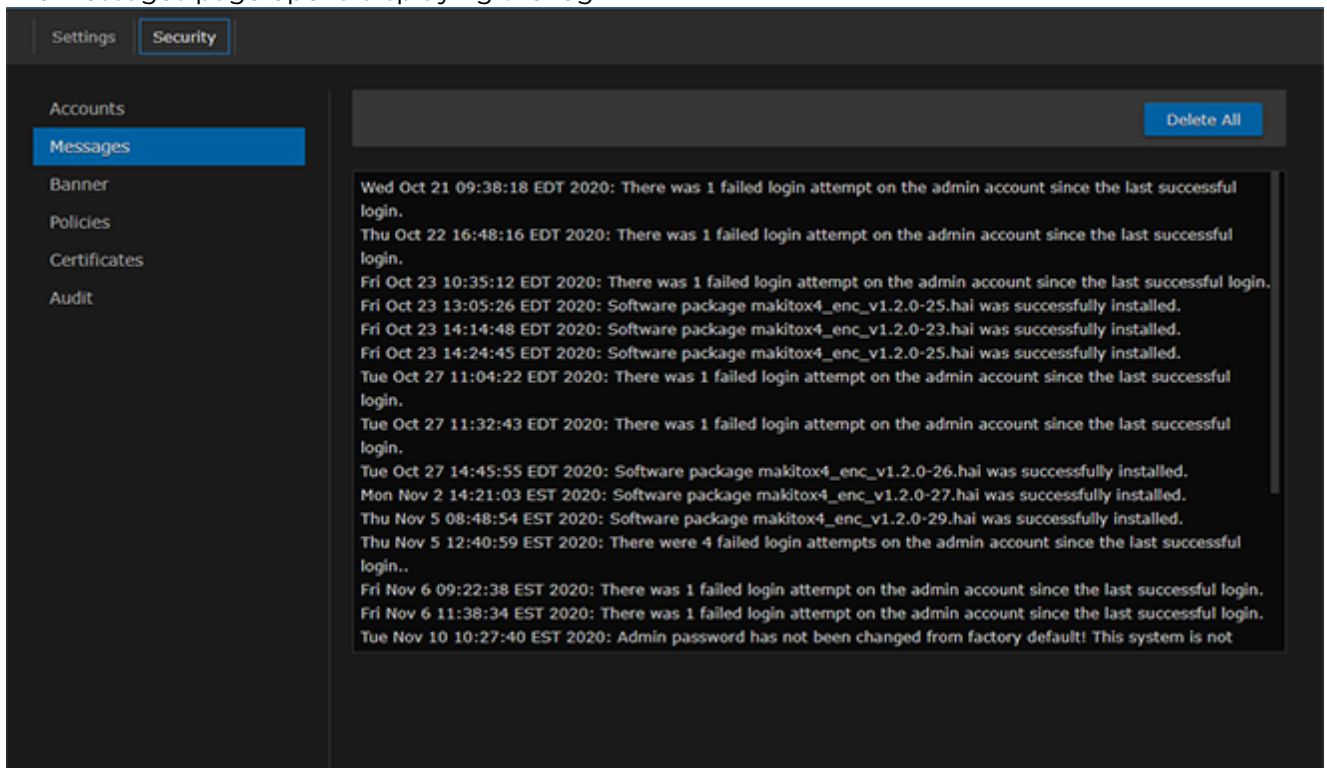 Settings
Security
Accounts
Messages
Banner
Policies
Certificates
Audit
Delete All
Wed Oct 21 09:38:18 EDT 2020: There was 1 failed login attempt on the admin account since the last successful
login.
Thu Oct 22 16:48:16 EDT 2020: There was 1 failed login attempt on the admin account since the last successful
login.
Fri Oct 23 10:35:12 EDT 2020: There was 1 failed login attempt on the admin account since the last successful login.
Fri Oct 23 13:05:26 EDT 2020: Software package makitox4_enc_v1.2.0-25.hai was successfully installed.
Fri Oct 23 14:14:48 EDT 2020: Software package makitox4_enc_v1.2.0-23.hai was successfully installed.
Fri Oct 23 14:24:45 EDT 2020: Software package makitox4_enc_v1.2.0-25.hai was successfully installed.
Tue Oct 27 11:04:22 EDT 2020: There was 1 failed login attempt on the admin account since the last successful
login.
Tue Oct 27 11:32:43 EDT 2020: There was 1 failed login attempt on the admin account since the last successful
login.
Tue Oct 27 14:45:55 EDT 2020: Software package makitox4_enc_v1.2.0-26.hai was successfully installed.
Mon Nov 2 14:21:03 EST 2020: Software package makitox4_enc_v1.2.0-27.hai was successfully installed.
Thu Nov 5 08:48:54 EST 2020: Software package makitox4_enc_v1.2.0-29.hai was successfully installed.
Thu Nov 5 12:40:59 EST 2020: There were 4 failed login attempts on the admin account since the last successful
login..
Fri Nov 6 09:22:38 EST 2020: There was 1 failed login attempt on the admin account since the last successful login.
Fri Nov 6 11:38:34 EST 2020: There was 1 failed login attempt on the admin account since the last successful login.
Tue Nov 10 10:27:40 EST 2020: Admin password has not been changed from factory default! This system is not